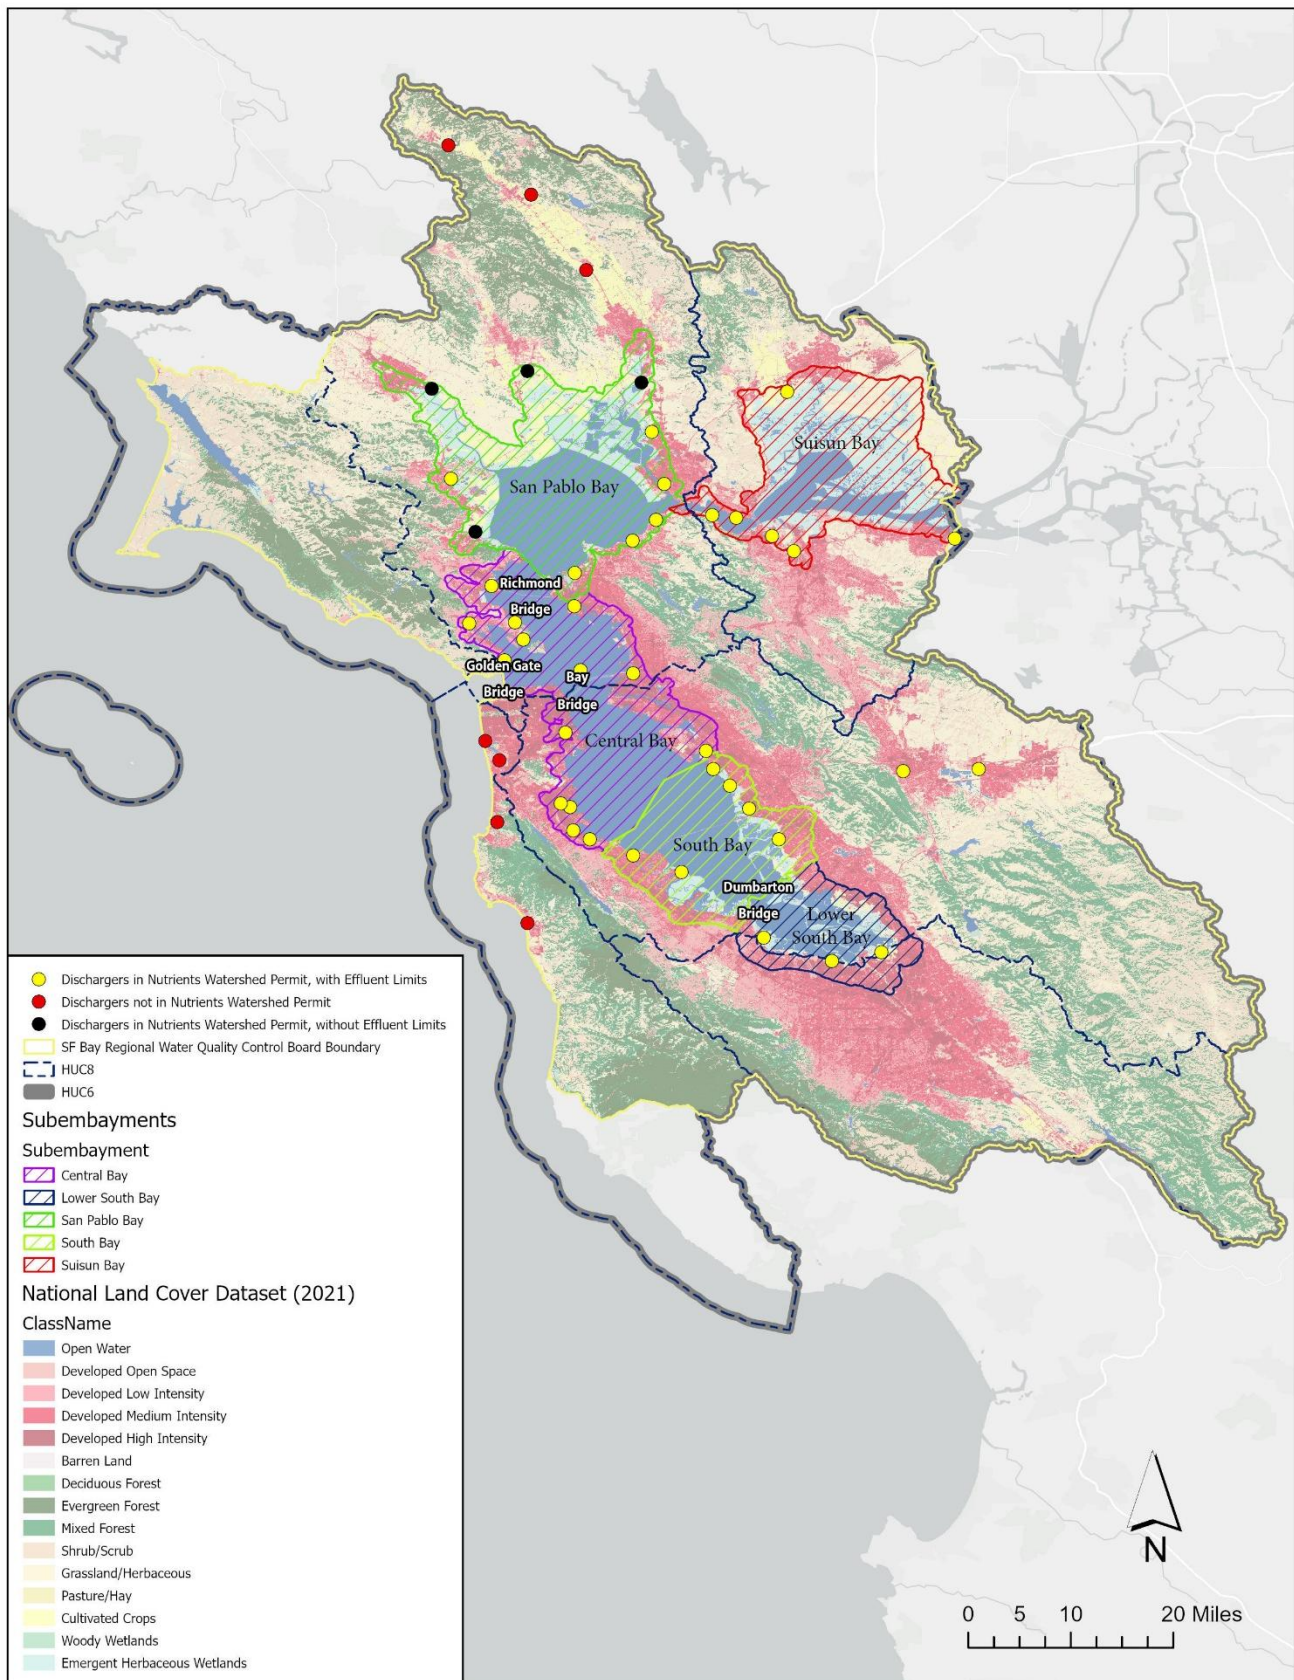 Suisun Bay
San Pablo Bay
Richmond
Bridge
Golden Gate
Bridge
Bay
Bridge
Central Bay
South Bay
Dumbarton
Bridge
Lower
South Bay
Dischargers in Nutrients Watershed Permit, with Effluent Limits
Dischargers not in Nutrients Watershed Permit
Dischargers in Nutrients Watershed Permit, without Effluent Limits
SF Bay Regional Water Quality Control Board Boundary
HUC8
HUC6
Subembayments
Subembayment
Central Bay
Lower South Bay
San Pablo Bay
South Bay
Suisun Bay
National Land Cover Dataset (2021)
ClassName
Open Water
Developed Open Space
Developed Low Intensity
Developed Medium Intensity
Developed High Intensity
Barren Land
Deciduous Forest
Evergreen Forest
Mixed Forest
Shrub/Scrub
Grassland/Herbaceous
Pasture/Hay
Cultivated Crops
Woody Wetlands
Emergent Herbaceous Wetlands
N
0 5 10 20 Miles